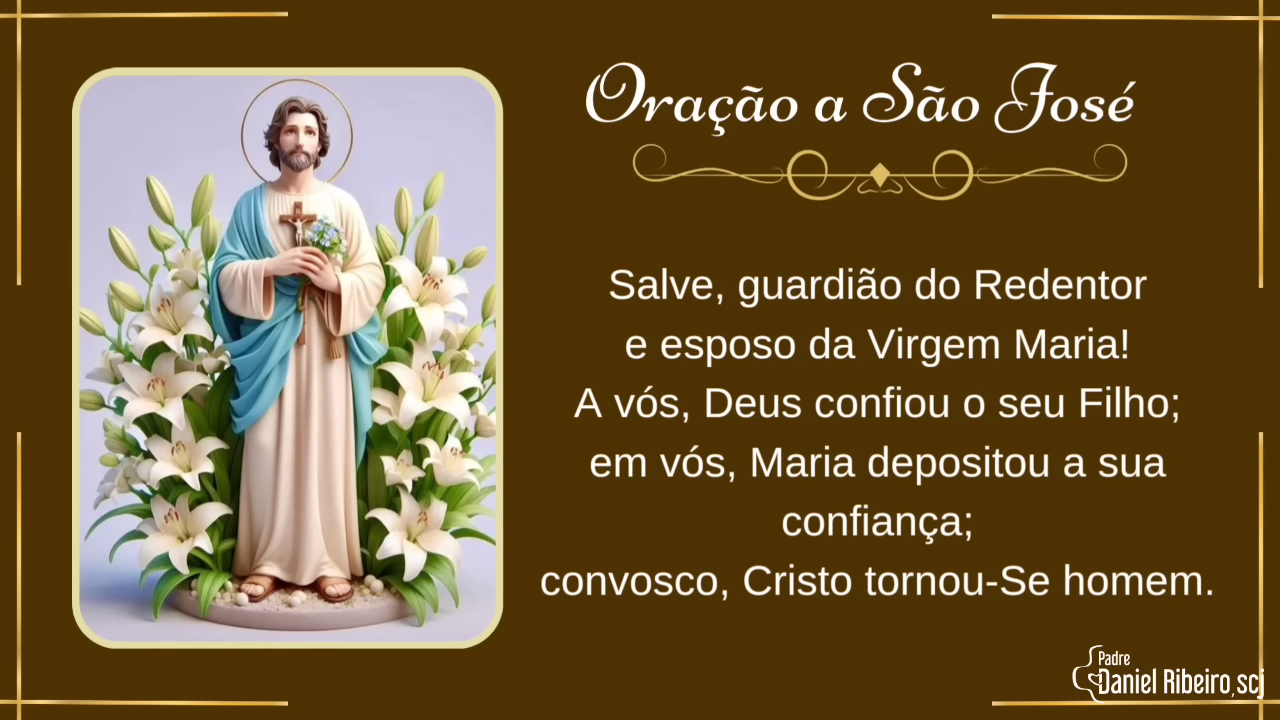 Oração a São José
Salve, guardião do Redentor
e esposo da Virgem Maria!
A vós, Deus confiou o seu Filho;
em vós, Maria depositou a sua
confiança;
convosco, Cristo tornou-Se homem.
Padre
Daniel Ribeiro, scj